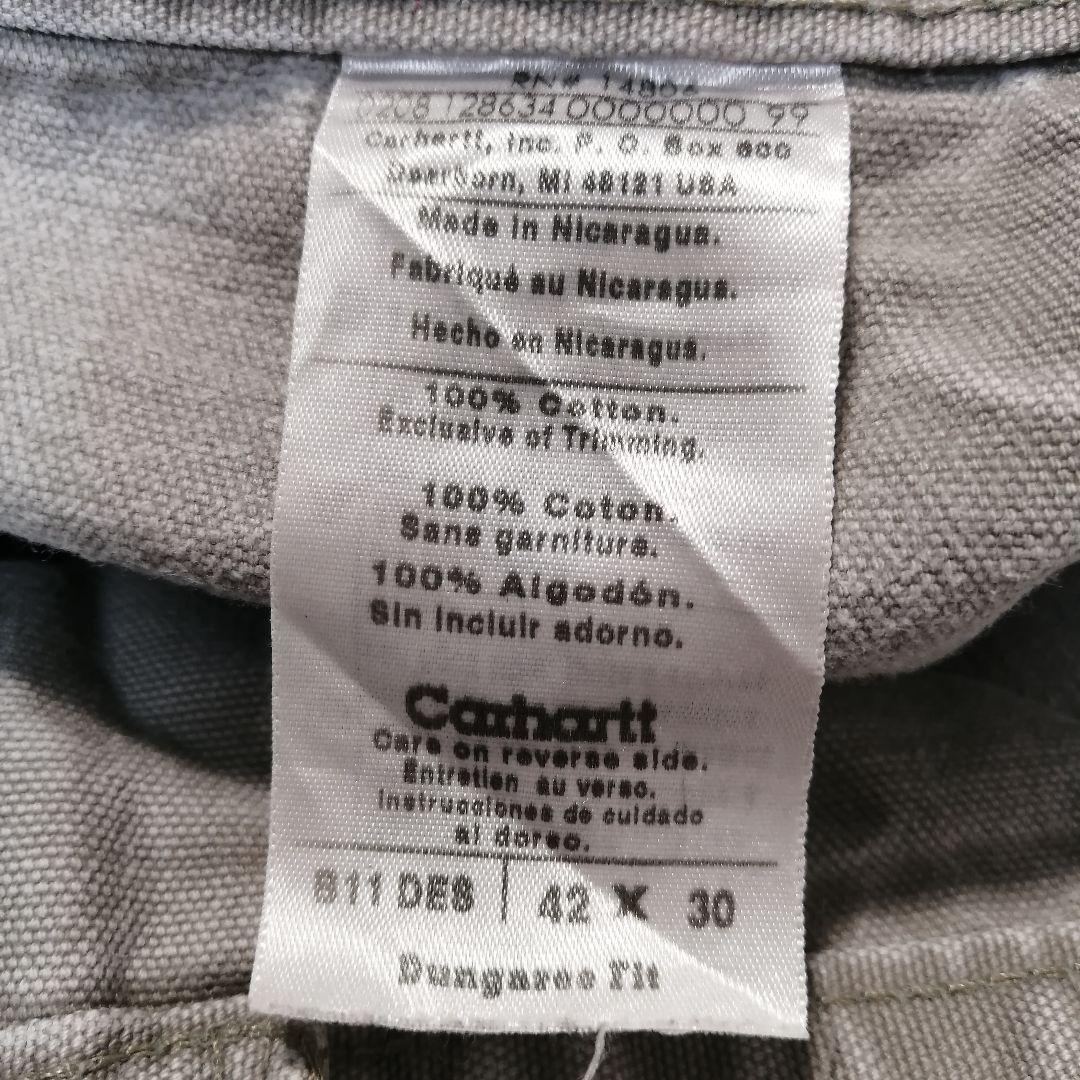 RN# 14806
0208 128634 0000000 99
Carhartt, Inc. P. O. Box 600
Dearborn, MI 48121 USA
Made in Nicaragua.
Fabriqué au Nicaragua.
Hecho en Nicaragua.
100% Cotton.
Exclusive of Trimming.
100% Coton.
Sans garniture.
100% Algodón.
Sin incluir adorno.
Carhartt
Care on reverse side.
Entretien au verso.
Instrucciones de cuidado
al dorso.
B11 DES | 42 X 30
Dungaree Fit